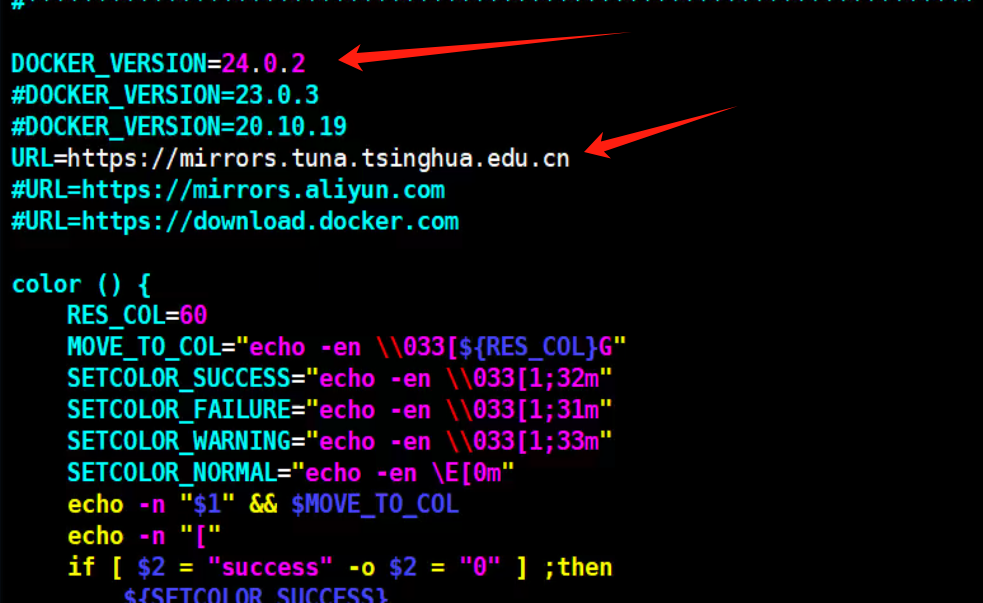 #''''''''''''''''''''''''''''''''''''''''''''''''''''''''''''''''''''
DOCKER_VERSION=24.0.2
#DOCKER_VERSION=23.0.3
#DOCKER_VERSION=20.10.19
URL=https://mirrors.tuna.tsinghua.edu.cn
#URL=https://mirrors.aliyun.com
#URL=https://download.docker.com
color () {
    RES_COL=60
    MOVE_TO_COL="echo -en \\033[${RES_COL}G"
    SETCOLOR_SUCCESS="echo -en \\033[1;32m"
    SETCOLOR_FAILURE="echo -en \\033[1;31m"
    SETCOLOR_WARNING="echo -en \\033[1;33m"
    SETCOLOR_NORMAL="echo -en \E[0m"
    echo -n "$1" && $MOVE_TO_COL
    echo -n "["
    if [ $2 = "success" -o $2 = "0" ] ;then
        ${SETCOLOR_SUCCESS}